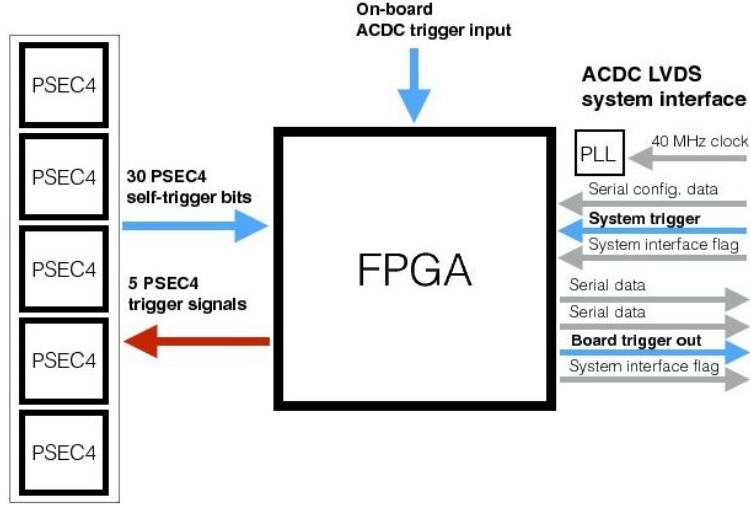 On-board
ACDC trigger input
ACDC LVDS
system interface
PSEC4
PSEC4
PSEC4
PSEC4
PSEC4
30 PSEC4
self-trigger bits
5 PSEC4
trigger signals
FPGA
PLL
40 MHz clock
Serial config. data
System trigger
System interface flag
Serial data
Serial data
Board trigger out
System interface flag